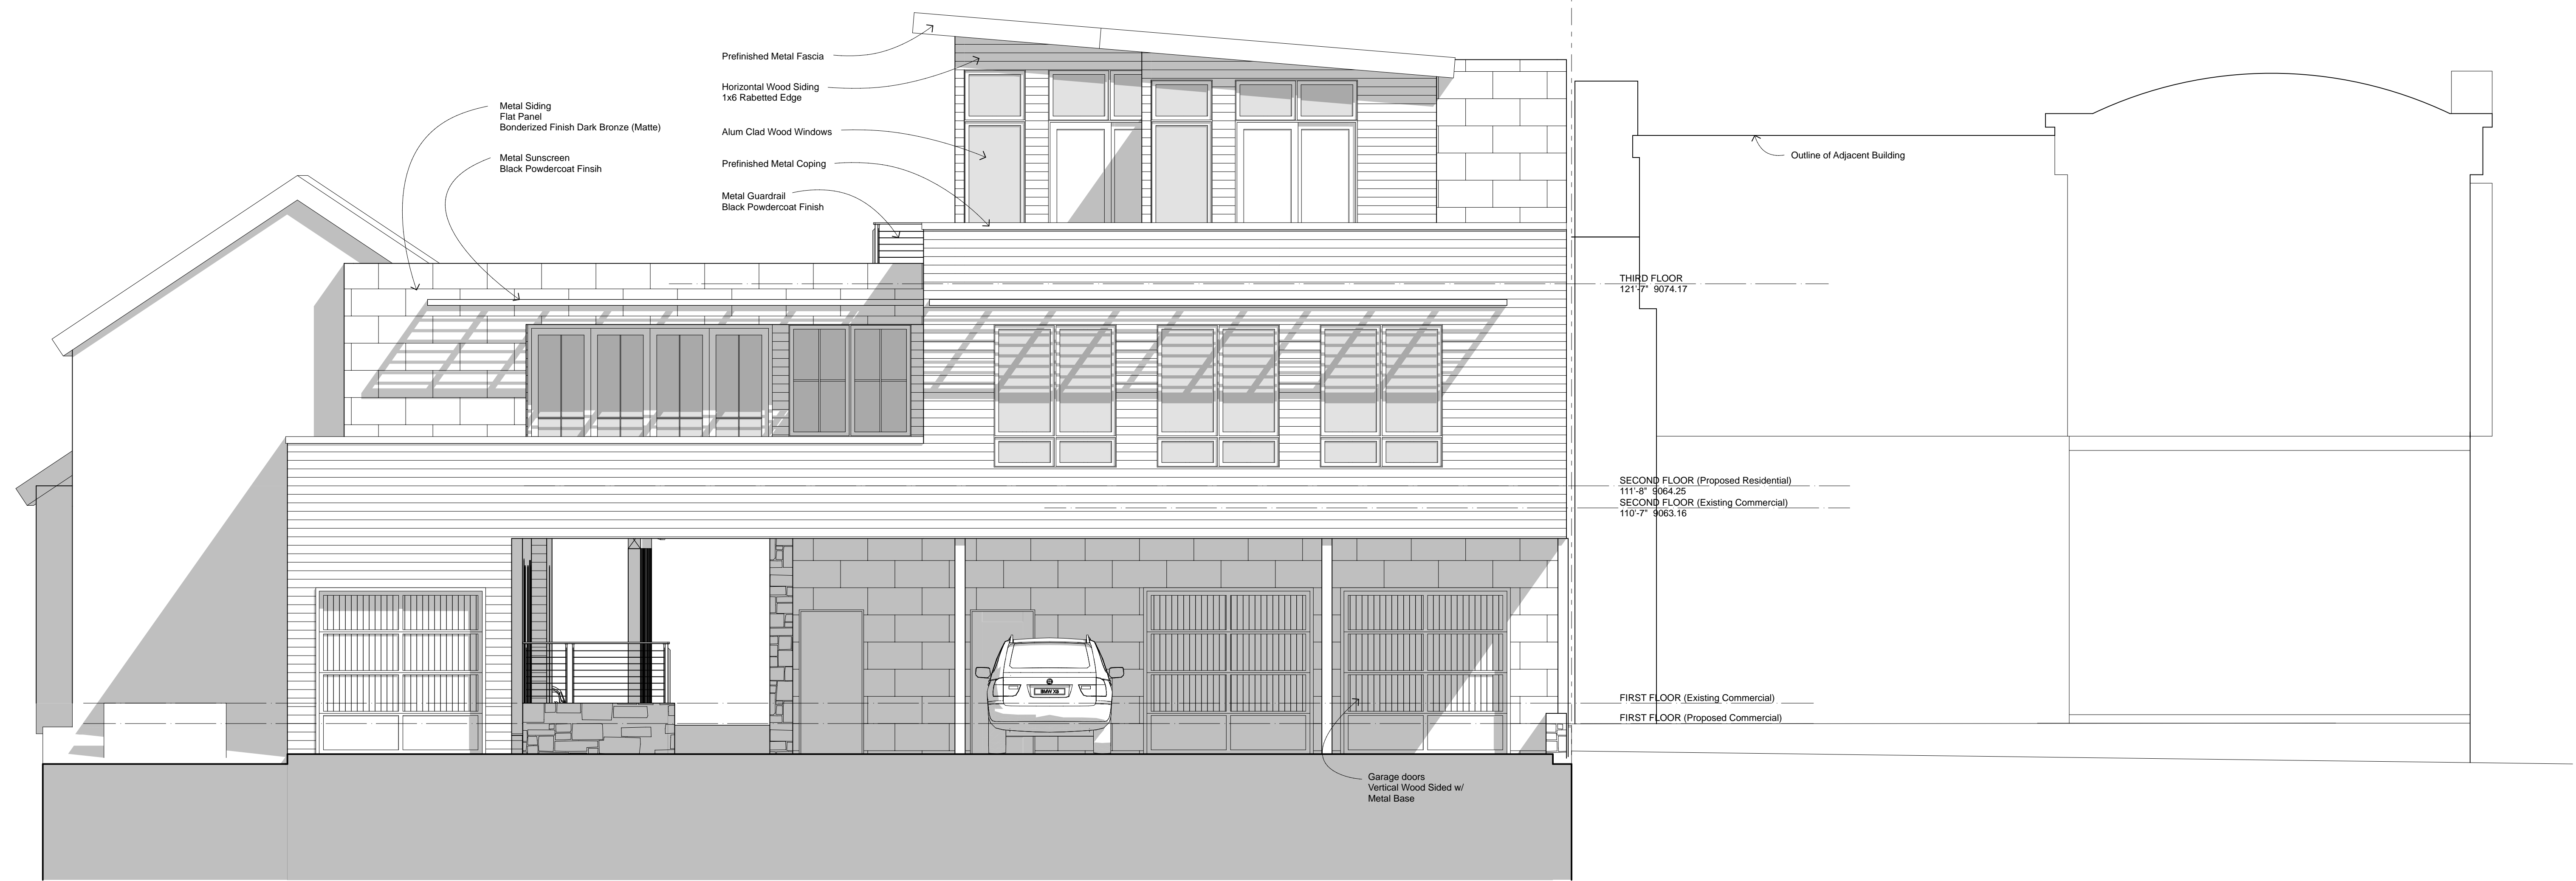 Prefinished Metal Fascia
Horizontal Wood Siding
1x6 Rabetted Edge
Metal Siding
Flat Panel
Bonderized Finish Dark Bronze (Matte)
Alum Clad Wood Windows
Metal Sunscreen
Black Powdercoat Finsih
Prefinished Metal Coping
Metal Guardrail
Black Powdercoat Finish
Outline of Adjacent Building
THIRD FLOOR
121'-7" 9074.17
SECOND FLOOR (Proposed Residential)
111'-8" 9064.25
SECOND FLOOR (Existing Commercial)
110'-7" 9063.16
BMW X5
FIRST FLOOR (Existing Commercial)
FIRST FLOOR (Proposed Commercial)
Garage doors
Vertical Wood Sided w/
Metal Base